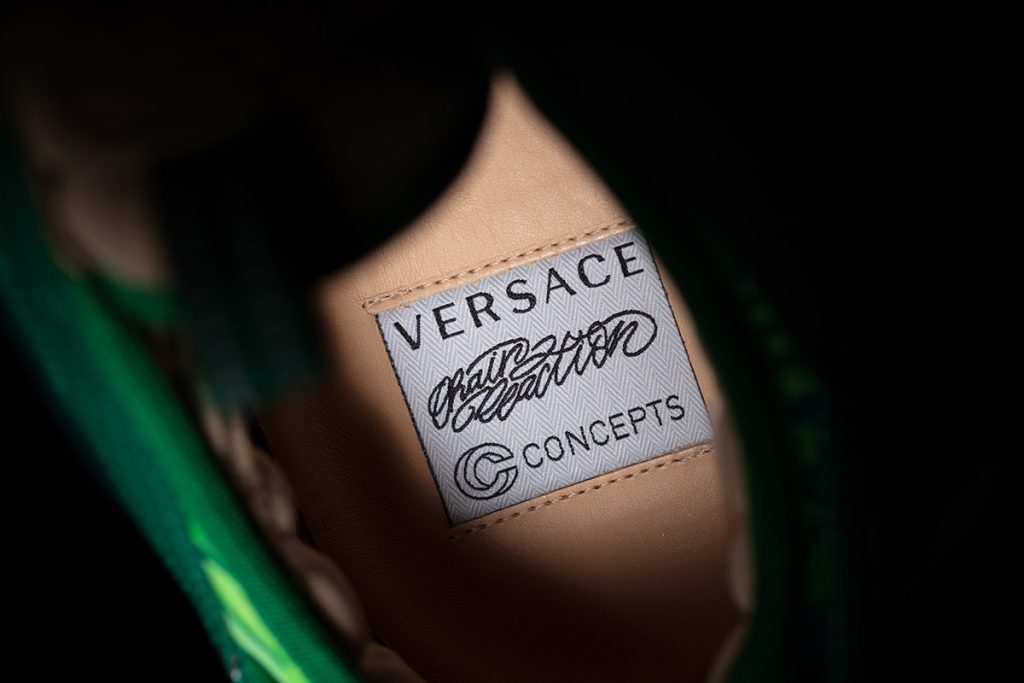 VERSACE
chain
reaction
CONCEPTS